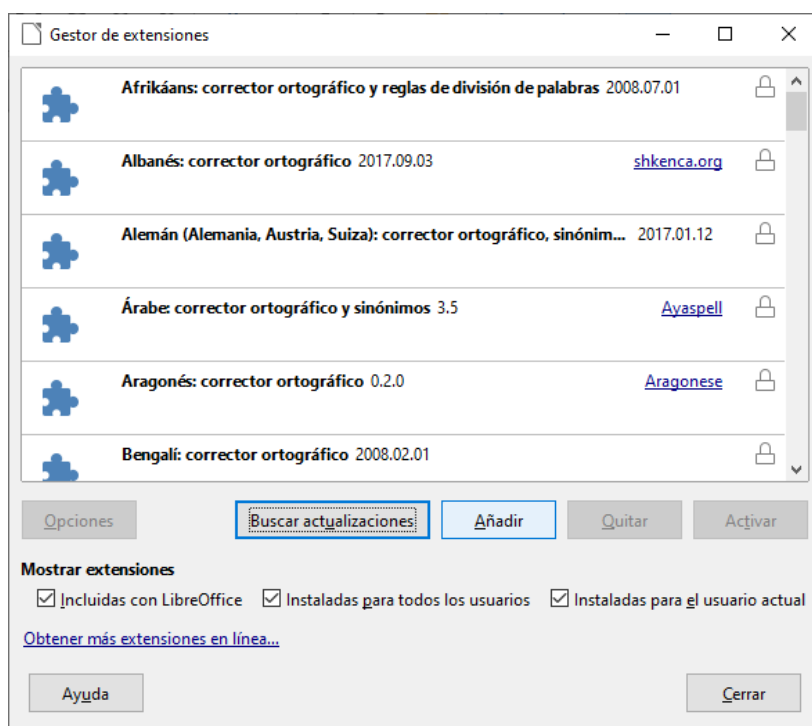 Gestor de extensiones
Afrikáans: corrector ortográfico y reglas de división de palabras 2008.07.01
Albanés: corrector ortográfico 2017.09.03 shkenca.org
Alemán (Alemania, Austria, Suiza): corrector ortográfico, sinónim... 2017.01.12
Árabe: corrector ortográfico y sinónimos 3.5 Ayaspell
Aragonés: corrector ortográfico 0.2.0 Aragonese
Bengalí: corrector ortográfico 2008.02.01
Opciones Buscar actualizaciones Añadir Quitar Activar
Mostrar extensiones
Incluidas con LibreOffice Instaladas para todos los usuarios Instaladas para el usuario actual
Obtener más extensiones en línea...
Ayuda Cerrar